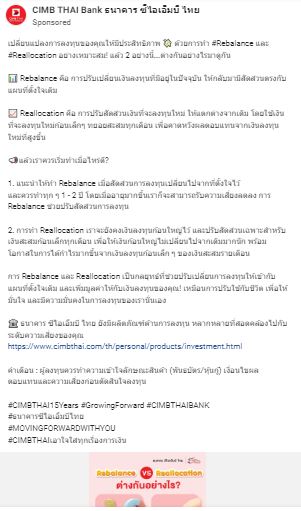 CIMB THAI Bank ธนาคาร ซีไอเอ็มบี ไทย
Sponsored
เปลี่ยนแปลงการลงทุนของคุณให้มีประสิทธิภาพ ด้วยการทำ #Rebalance และ
#Reallocation อย่างเหมาะสม! แล้ว 2 อย่างนี้...ต่างกันอย่างไรมาดูกัน
Rebalance คือ การปรับเปลี่ยนเงินลงทุนที่มีอยู่ในปัจจุบัน ให้กลับมามีสัดส่วนตรงกับ
แผนที่ตั้งใจเดิม
Reallocation คือ การปรับสัดส่วนเงินที่จะลงทุนใหม่ ให้แตกต่างจากเดิม โดยใช้เงิน
ที่จะลงทุนใหม่ก้อนเล็กๆ ทยอยสะสมทุกเดือน เพื่อคาดหวังผลตอบแทนจากเงินลงทุน
ใหม่ที่สูงขึ้น
แล้วเราควรเริ่มทำเมื่อไหร่ดี?
1. แนะนำให้ทำ Rebalance เมื่อสัดส่วนการลงทุนเปลี่ยนไปจากที่ตั้งใจไว้
และควรทำทุก ๆ 1 - 2 ปี โดยเมื่ออายุมากขึ้นเราก็จะสามารถรับความเสี่ยงลดลง การ
Rebalance ช่วยปรับสัดส่วนการลงทุน
2. การทำ Reallocation เราจะยังคงเงินลงทุนก้อนใหญ่ไว้ และปรับสัดส่วนเฉพาะสำหรับ
เงินสะสมก้อนเล็กทุกเดือน เพื่อให้เงินก้อนใหญ่ไม่เปลี่ยนไปจากเดิมมากนัก พร้อม
โอกาสในการได้กำไรมากขึ้นจากเงินลงทุนก้อนเล็ก ๆ ของเงินสะสมรายเดือน
การ Rebalance และ Reallocation เป็นกลยุทธ์ที่ช่วยปรับเปลี่ยนการลงทุนให้เข้ากับ
แผนที่ตั้งใจเดิม และเพิ่มมูลค่าให้กับเงินลงทุนของคุณ! เหมือนการปรับใช้กับชีวิต เพื่อให้
มั่นใจ และมีความมั่นคงในการลงทุนของเรานั่นเอง
ธนาคาร ซีไอเอ็มบี ไทย ยังมีผลิตภัณฑ์ด้านการลงทุน หลากหลายที่สอดคล้องไปกับ
ระดับความเสี่ยงของคุณ
https://www.cimbthai.com/th/personal/products/investment.html
คำเตือน : ผู้ลงทุนควรทำความเข้าใจลักษณะสินค้า (พันธบัตร/หุ้นกู้) เงื่อนไขผล
ตอบแทนและความเสี่ยงก่อนตัดสินใจลงทุน
#CIMBTHAI15Years #GrowingForward #CIMBTHAIBANK
#ธนาคารซีไอเอ็มบีไทย
#MOVINGFORWARDWITHYOU
#CIMBTHAIเอาใจใส่ทุกเรื่องการเงิน
Rebalance VS Reallocation
ต่างกันอย่างไร?